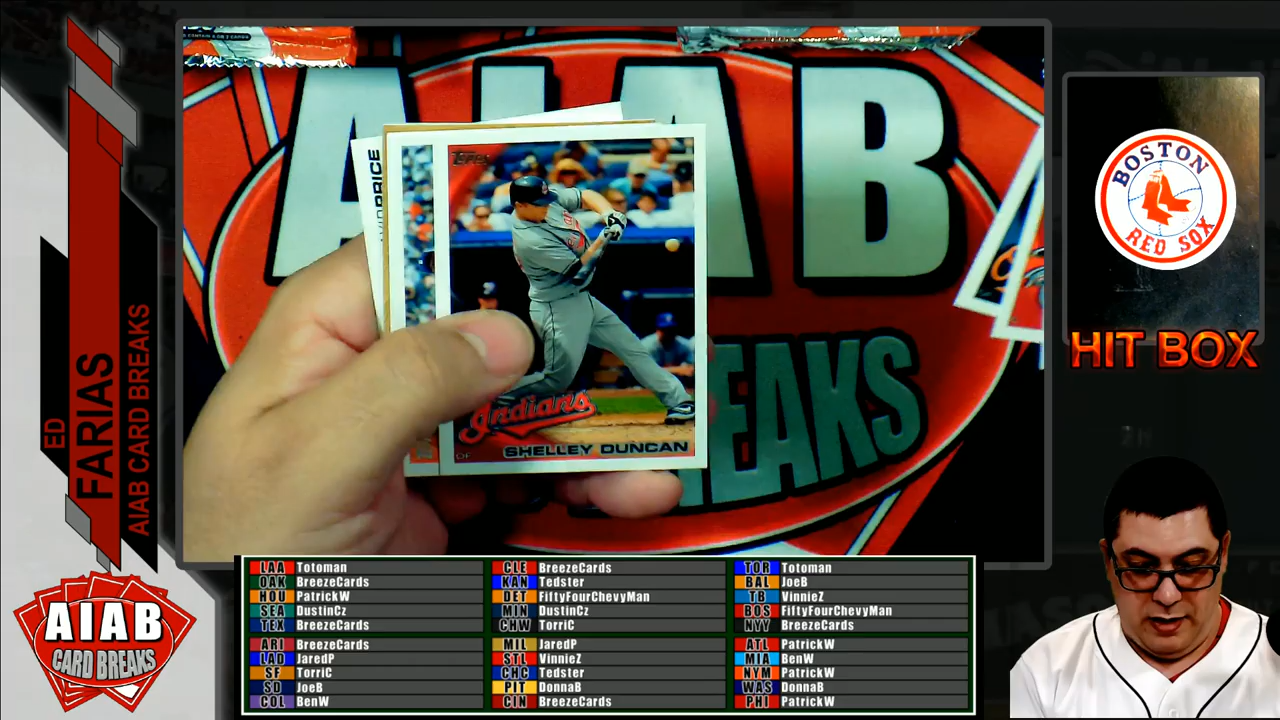 AIAB
BREAKS
PRICE
Topps
Indians
OF
SHELLEY DUNCAN
BOSTON
RED SOX
HIT BOX
ED
FARIAS
AIAB CARD BREAKS
AIAB
CARD BREAKS
LAA Totoman
OAK BreezeCards
HOU PatrickW
SEA DustinCz
TEX BreezeCards
ARI BreezeCards
LAD JaredP
SF TorriC
SD JoeB
COL BenW
CLE BreezeCards
KAN Tedster
DET FiftyFourChevyMan
MIN DustinCz
CHW TorriC
MIL JaredP
STL VinnieZ
CHC Tedster
PIT DonnaB
CIN BreezeCards
TOR Totoman
BAL JoeB
TB VinnieZ
BOS FiftyFourChevyMan
NYY BreezeCards
ATL PatrickW
MIA BenW
NYM PatrickW
WAS DonnaB
PHI PatrickW